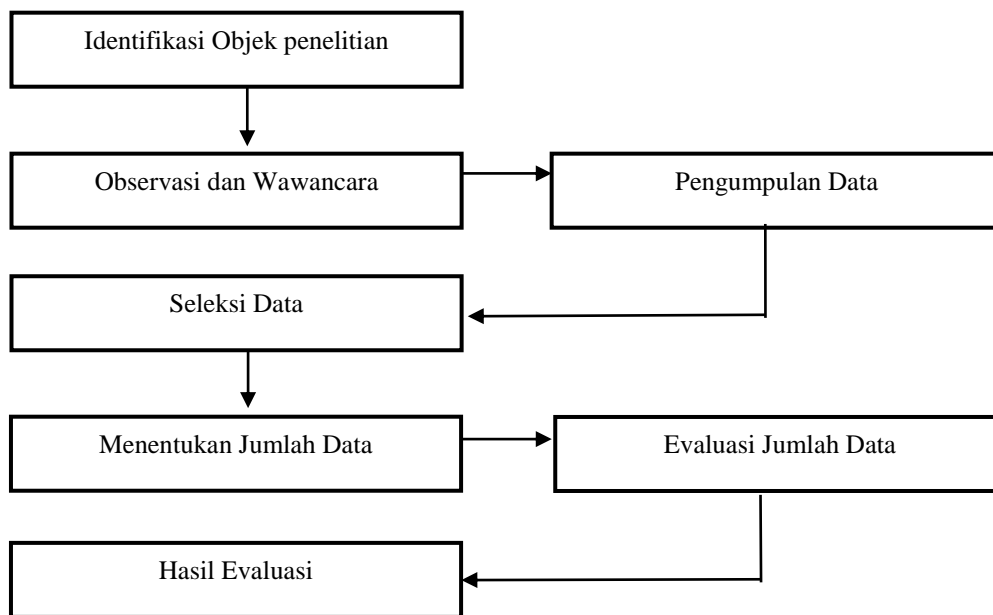 Identifikasi Objek penelitian
Observasi dan Wawancara
Pengumpulan Data
Seleksi Data
Menentukan Jumlah Data
Evaluasi Jumlah Data
Hasil Evaluasi